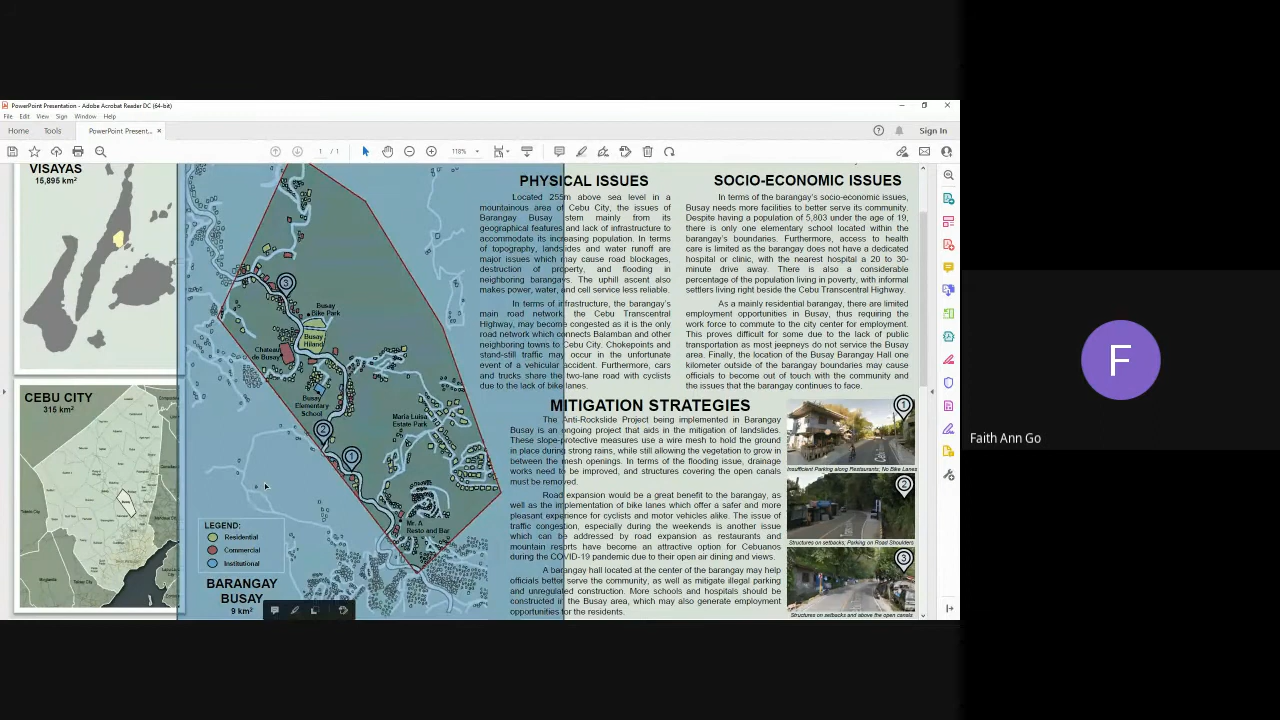 PowerPoint Presentation - Adobe Acrobat Reader DC (64-bit)
File Edit View Sign Window Help
Home Tools PowerPoint Present... × Sign In
1 / 1 118%
VISAYAS
15,895 km²
CEBU CITY
315 km²
3
Busay
Bike Park
Busay
Hiland
Chateau
de Busay
Busay
Elementary
School
Maria Luisa
Estate Park
2
1
Mr. A
Resto and Bar
LEGEND:
Residential
Commercial
Institutional
BARANGAY
BUSAY
9 km²
PHYSICAL ISSUES
Located 255m above sea level in a
mountainous area of Cebu City, the issues of
Barangay Busay stem mainly from its
geographical features and lack of infrastructure to
accommodate its increasing population. In terms
of topography, landslides and water runoff are
major issues which may cause road blockages,
destruction of property, and flooding in
neighboring barangays. The uphill ascent also
makes power, water, and cell service less reliable.
In terms of infrastructure, the barangay's
main road network, the Cebu Transcentral
Highway, may become congested as it is the only
road network which connects Balamban and other
neighboring towns to Cebu City. Chokepoints and
stand-still traffic may occur in the unfortunate
event of a vehicular accident. Furthermore, cars
and trucks share the two-lane road with cyclists
due to the lack of bike lanes.
SOCIO-ECONOMIC ISSUES
In terms of the barangay's socio-economic issues,
Busay needs more facilities to better serve its community.
Despite having a population of 5,803 under the age of 19,
there is only one elementary school located within the
barangay's boundaries. Furthermore, access to health
care is limited as the barangay does not have a dedicated
hospital or clinic, with the nearest hospital a 20 to 30-
minute drive away. There is also a considerable
percentage of the population living in poverty, with informal
settlers living right beside the Cebu Transcentral Highway.
As a mainly residential barangay, there are limited
employment opportunities in Busay, thus requiring the
work force to commute to the city center for employment.
This proves difficult for some due to the lack of public
transportation as most jeepneys do not service the Busay
area. Finally, the location of the Busay Barangay Hall one
kilometer outside of the barangay boundaries may cause
officials to become out of touch with the community and
the issues that the barangay continues to face.
MITIGATION STRATEGIES
The Anti-Rockslide Project being implemented in Barangay
Busay is an ongoing project that aids in the mitigation of landslides.
These slope-protective measures use a wire mesh to hold the ground
in place during strong rains, while still allowing the vegetation to grow in
between the mesh openings. In terms of the flooding issue, drainage
works need to be improved, and structures covering the open canals
must be removed.
Road expansion would be a great benefit to the barangay, as
well as the implementation of bike lanes which offer a safer and more
pleasant experience for cyclists and motor vehicles alike. The issue of
traffic congestion, especially during the weekends is another issue
which can be addressed by road expansion as restaurants and
mountain resorts have become an attractive option for Cebuanos
during the COVID-19 pandemic due to their open air dining and views.
A barangay hall located at the center of the barangay may help
officials better serve the community, as well as mitigate illegal parking
and unregulated construction. More schools and hospitals should be
constructed in the Busay area, which may also generate employment
opportunities for the residents.
1
Insufficient Parking along Restaurants; No Bike Lanes
2
Structures on setbacks, Parking on Road Shoulders
3
Structures on setbacks and above the open canals
F
Faith Ann Go